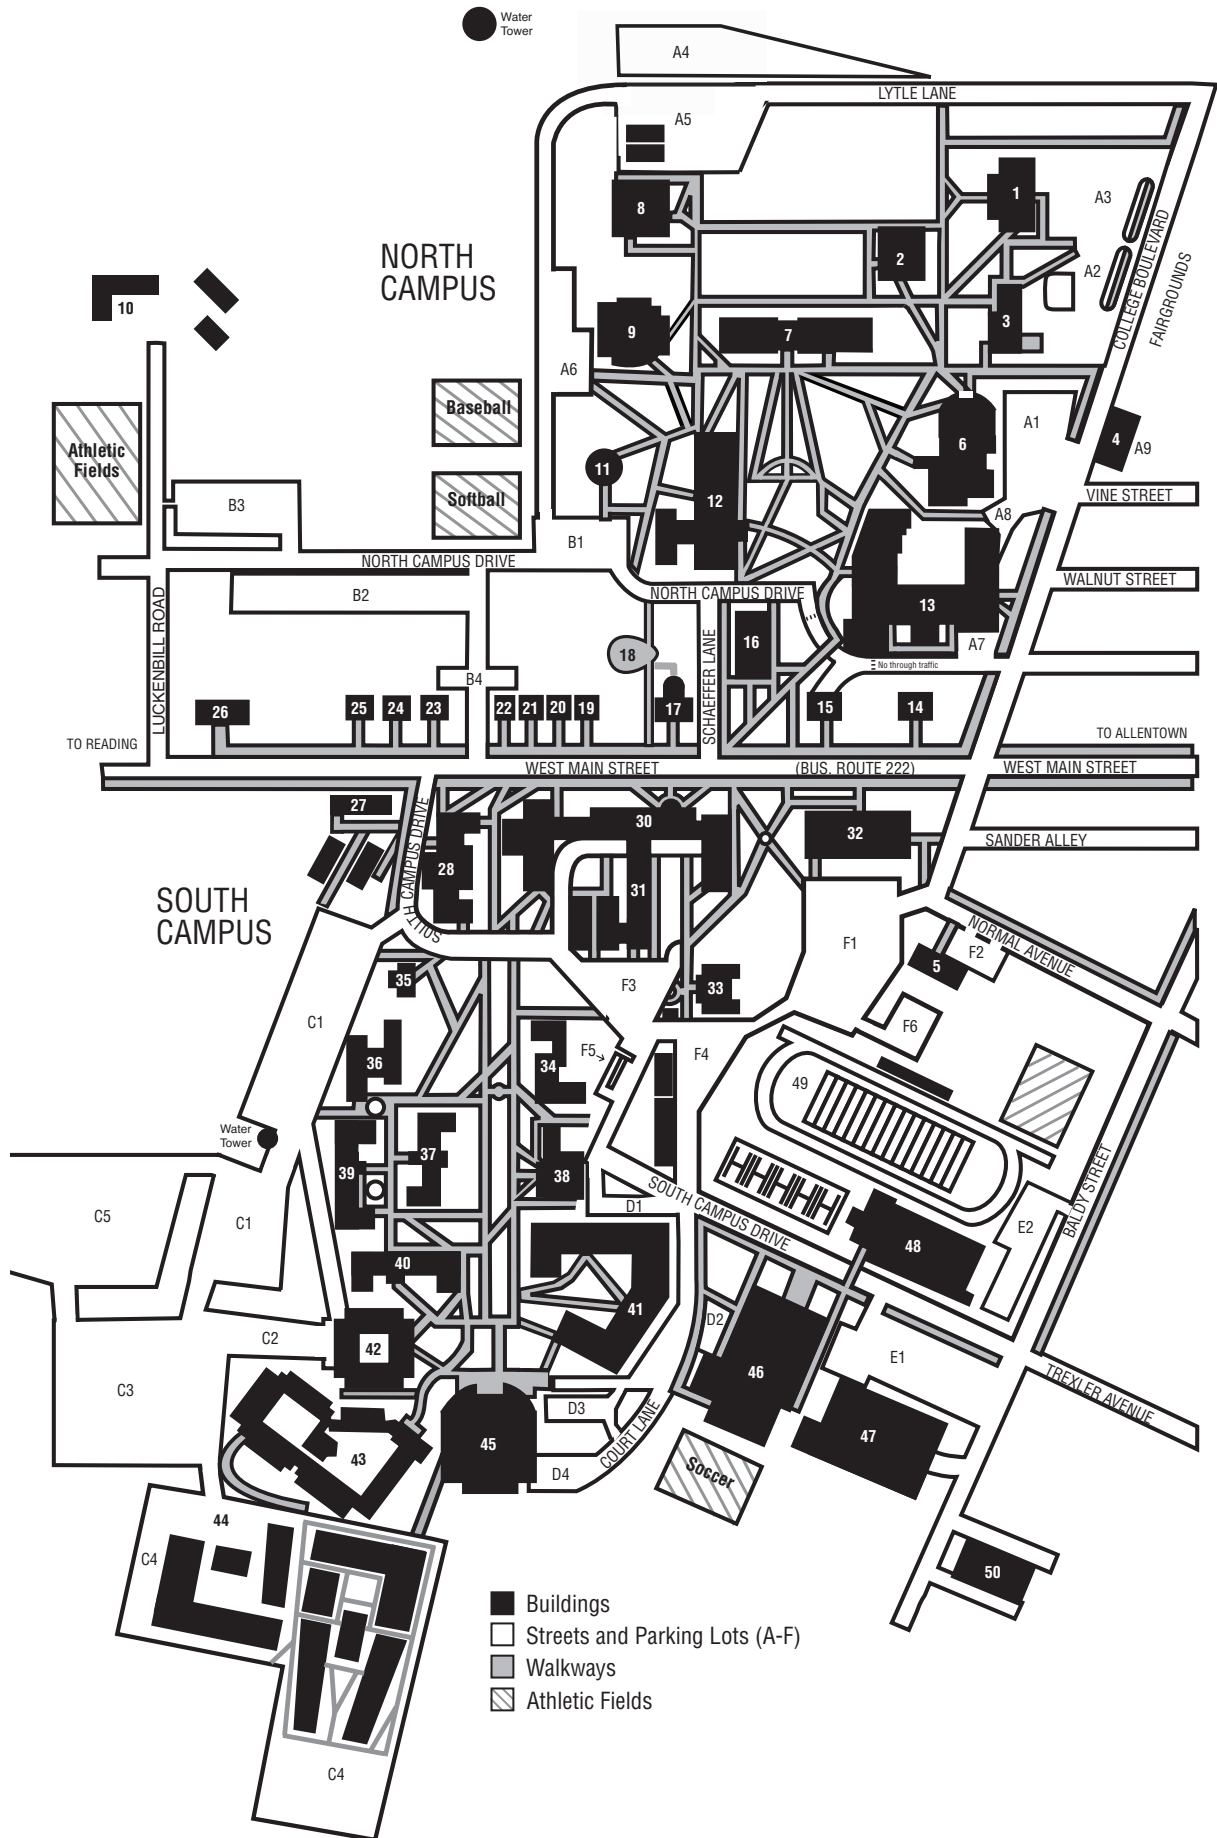 Water
Tower
A4
LYTLE LANE
A5
1
A3
8
COLLEGE BOULEVARD
FAIRGROUNDS
NORTH
CAMPUS
2
A2
10
3
9
7
A6
Baseball
A1
4
A9
Athletic
Fields
6
11
Softball
12
VINE STREET
B3
A8
B1
NORTH CAMPUS DRIVE
WALNUT STREET
B2
NORTH CAMPUS DRIVE
13
LUCKENBILL ROAD
SCHAEFFER LANE
16
A7
18
No through traffic
B4
26
25
24
23
22
21
20
19
17
15
14
TO READING
TO ALLENTOWN
WEST MAIN STREET
(BUS. ROUTE 222)
WEST MAIN STREET
27
SOUTH CAMPUS DRIVE
30
32
SANDER ALLEY
28
31
SOUTH
CAMPUS
SOUTH
NORMAL AVENUE
F1
F2
5
35
F3
33
C1
F6
36
34
F5
F4
49
Water
Tower
37
39
38
BALDY STREET
SOUTH CAMPUS DRIVE
C5
C1
D1
E2
48
40
41
D2
C2
42
E1
46
C3
TREXLER AVENUE
D3
COURT LANE
47
45
43
D4
Soccer
44
C4
50
Buildings
Streets and Parking Lots (A-F)
Walkways
Athletic Fields
C4